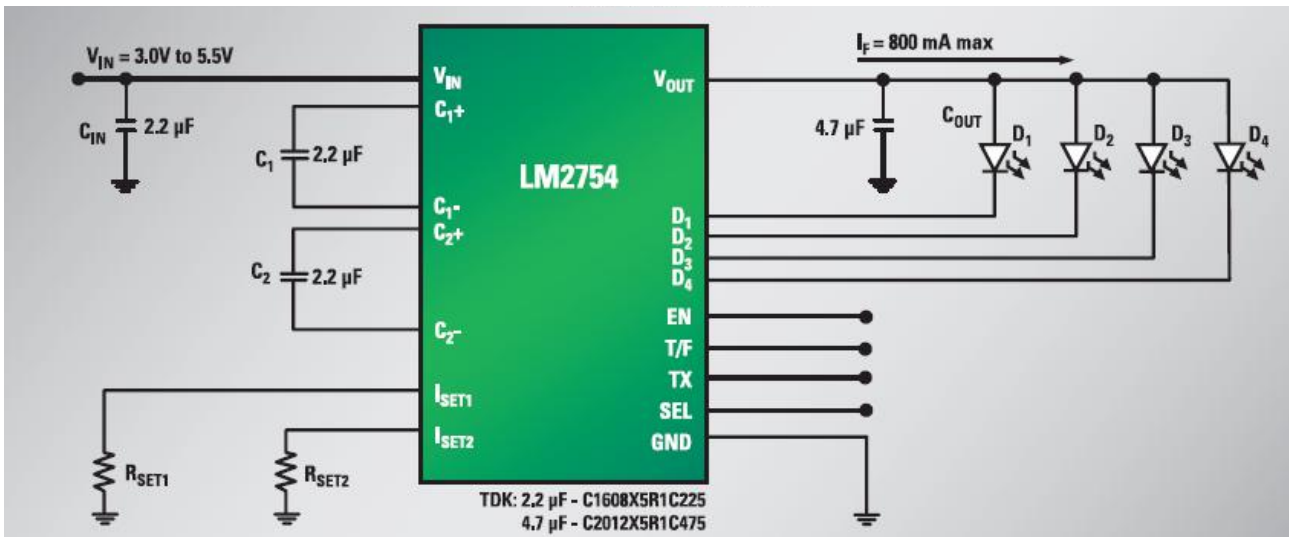 V_IN = 3.0V to 5.5V
I_F = 800 mA max
V_IN
V_OUT
C_1+
C_IN
2.2 µF
4.7 µF
C_OUT
D_1
D_2
D_3
D_4
C_1
2.2 µF
LM2754
C_1-
C_2+
D_1
D_2
D_3
D_4
C_2
2.2 µF
EN
C_2-
T/F
TX
I_SET1
SEL
I_SET2
GND
R_SET1
R_SET2
TDK: 2.2 µF - C1608X5R1C225
4.7 µF - C2012X5R1C475